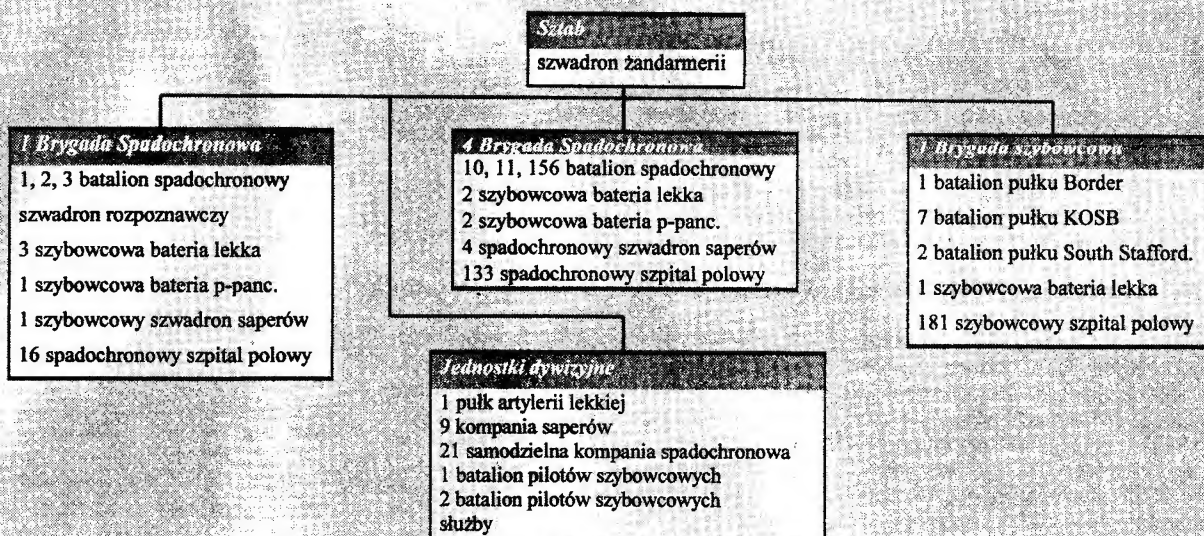 Sztab
szwadron żandarmerii
1 Brygada Spadochronowa
1, 2, 3 batalion spadochronowy
szwadron rozpoznawczy
3 szybowcowa bateria lekka
1 szybowcowa bateria p-panc.
1 szybowcowy szwadron saperów
16 spadochronowy szpital polowy
4 Brygada Spadochronowa
10, 11, 156 batalion spadochronowy
2 szybowcowa bateria lekka
2 szybowcowa bateria p-panc.
4 spadochronowy szwadron saperów
133 spadochronowy szpital polowy
1 Brygada szybowcowa
1 batalion pułku Border
7 batalion pułku KOSB
2 batalion pułku South Stafford.
1 szybowcowa bateria lekka
181 szybowcowy szpital polowy
Jednostki dywizyjne
1 pułk artylerii lekkiej
9 kompania saperów
21 samodzielna kompania spadochronowa
1 batalion pilotów szybowcowych
2 batalion pilotów szybowcowych
służby